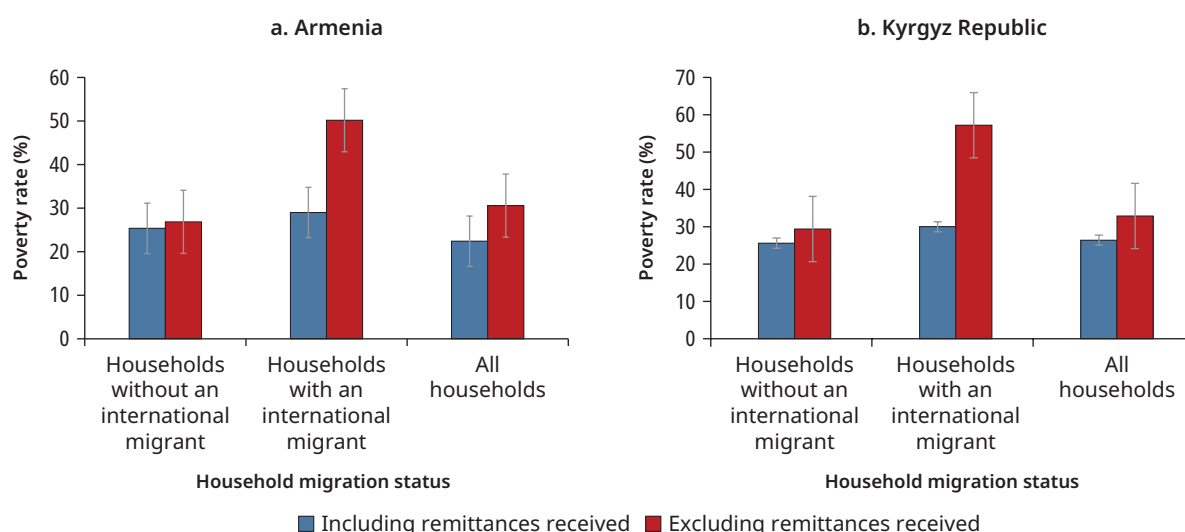 a. Armenia
Poverty rate (%)
60
50
40
30
20
10
0
Households
without an
international
migrant
Households
with an
international
migrant
All
households
Household migration status
b. Kyrgyz Republic
Poverty rate (%)
70
60
50
40
30
20
10
0
Households
without an
international
migrant
Households
with an
international
migrant
All
households
Household migration status
Including remittances received
Excluding remittances received